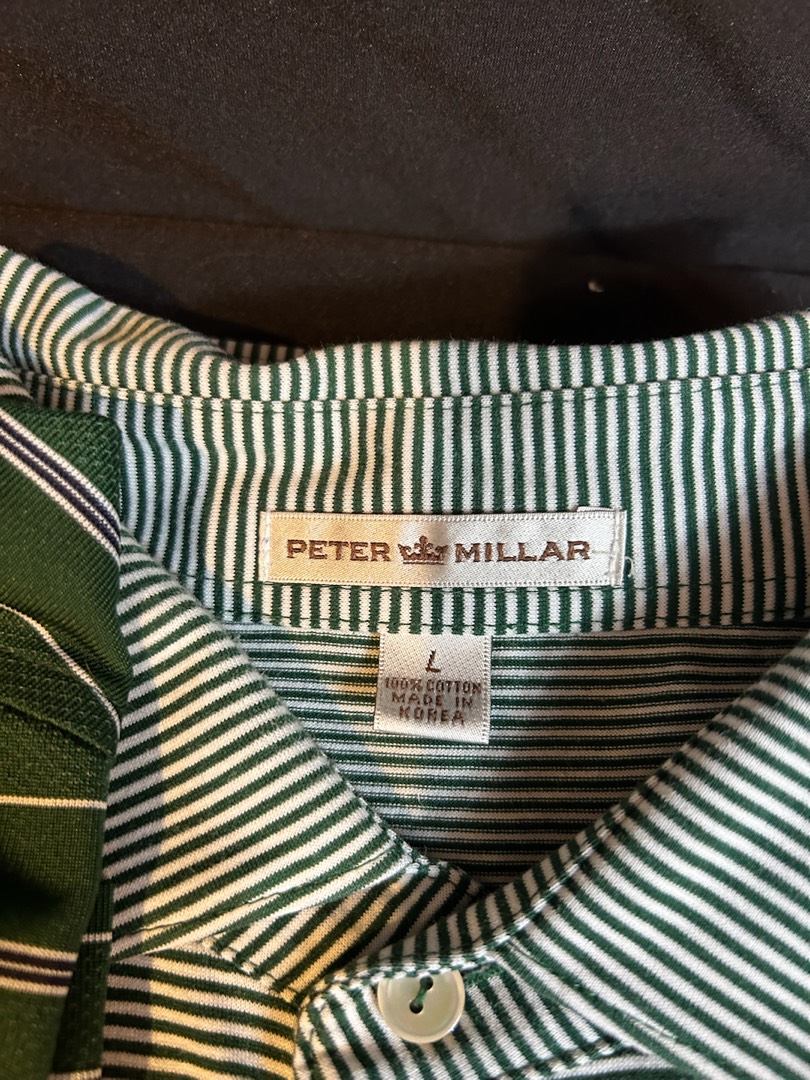 PETER MILLAR
L
100% COTTON
MADE IN
KOREA